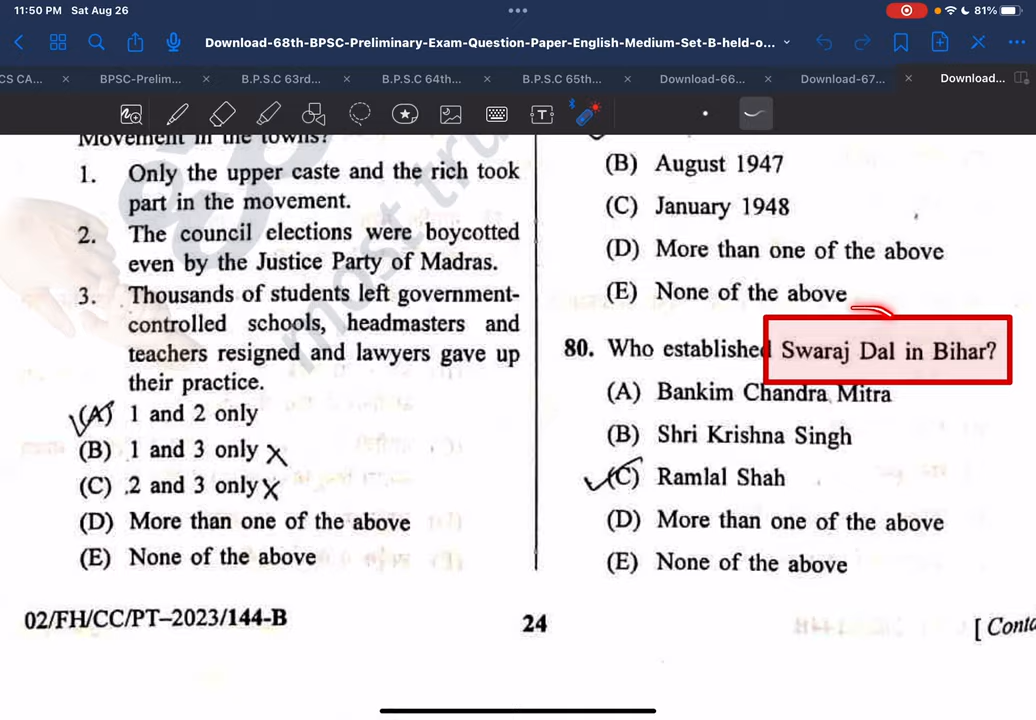 11:50 PM Sat Aug 26
81%
Download-68th-BPSC-Preliminary-Exam-Question-Paper-English-Medium-Set-B-held-o...
CS CA...
BPSC-Prelim...
B.P.S.C 63rd...
B.P.S.C 64th...
B.P.S.C 65th...
Download-66...
Download-67...
Download...
Movement in the towns?
1. Only the upper caste and the rich took
part in the movement.
2. The council elections were boycotted
even by the Justice Party of Madras.
3. Thousands of students left government-
controlled schools, headmasters and
teachers resigned and lawyers gave up
their practice.
(A) 1 and 2 only
(B) 1 and 3 only
(C) 2 and 3 only
(D) More than one of the above
(E) None of the above
02/FH/CC/PT–2023/144-B
(B) August 1947
(C) January 1948
(D) More than one of the above
(E) None of the above
80. Who established Swaraj Dal in Bihar?
(A) Bankim Chandra Mitra
(B) Shri Krishna Singh
(C) Ramlal Shah
(D) More than one of the above
(E) None of the above
24
[ Contd
most tru